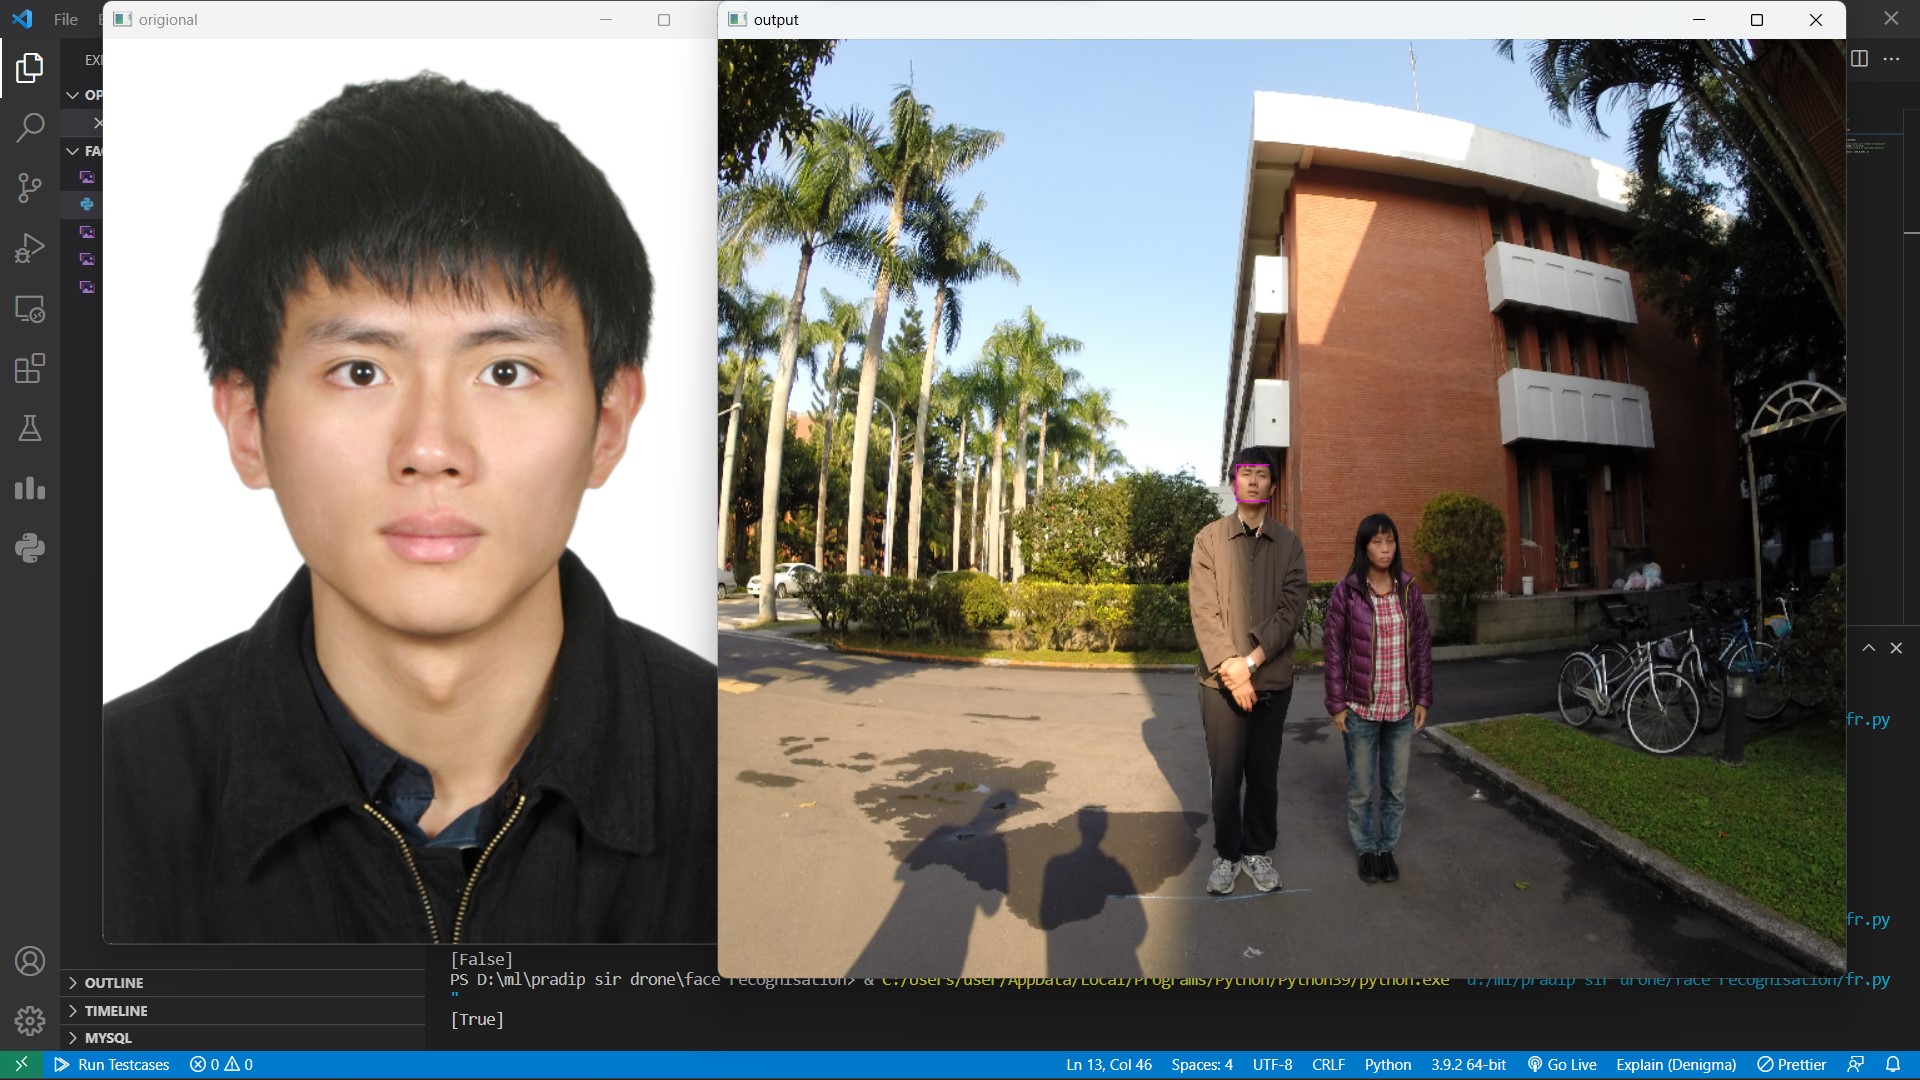 File
origional
output
EX
OP
FA
fr.py
fr.py
[False]
PS D:\ml\pradip sir drone\face recognisation> & C:/Users/user/AppData/Local/Programs/Python/Python39/python.exe "d:/ml/pradip sir drone/face recognisation/fr.py
"
[True]
OUTLINE
TIMELINE
MYSQL
Run Testcases 0 0 Ln 13, Col 46 Spaces: 4 UTF-8 CRLF Python 3.9.2 64-bit Go Live Explain (Denigma) Prettier